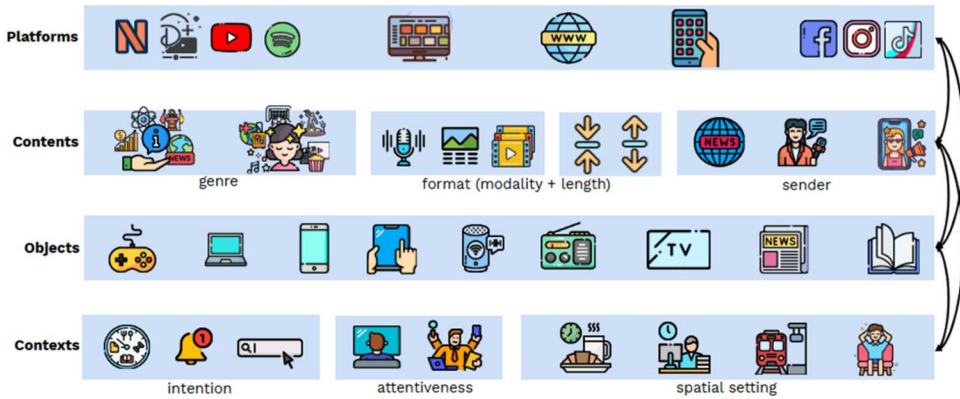 Platforms
N
D+
WWW
f
Contents
i
NEWS
genre
format (modality + length)
NEWS
sender
Objects
TV
NEWS
Contexts
1
intention
attentiveness
spatial setting